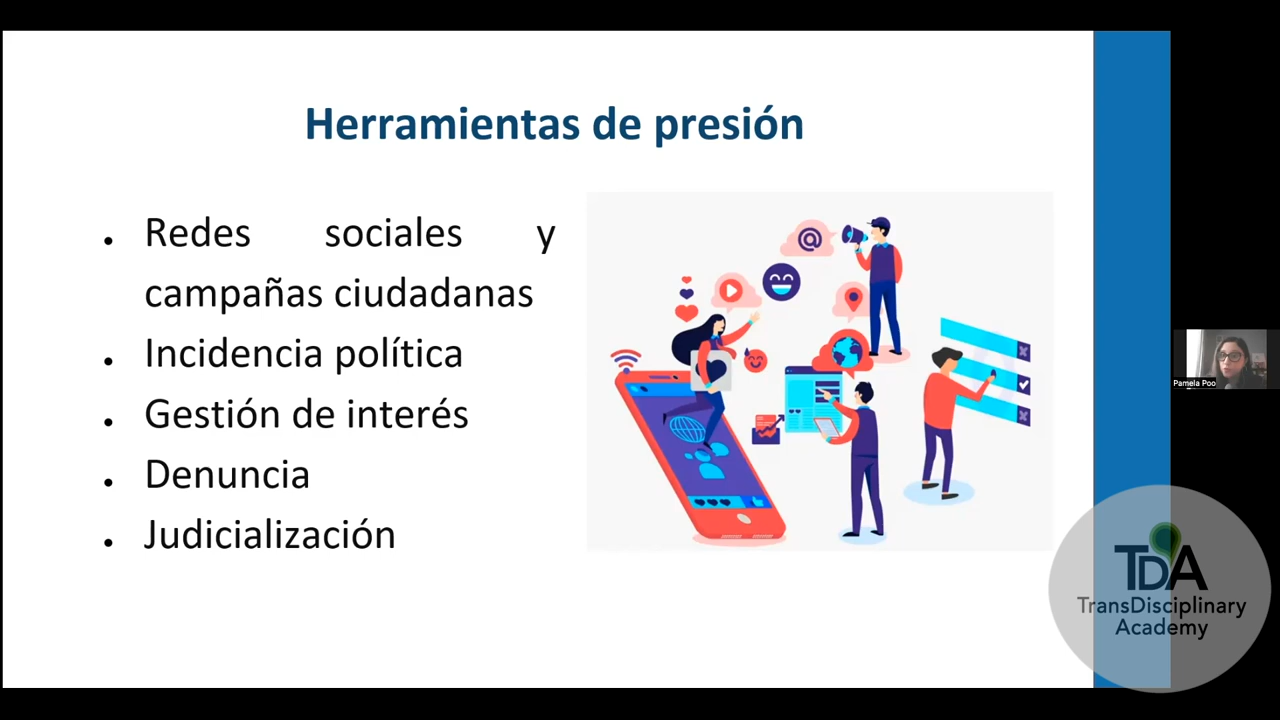 Herramientas de presión
Redes sociales y
campañas ciudadanas
Incidencia política
Gestión de interés
Denuncia
Judicialización
@
Pamela Poo
TDA
TransDisciplinary
Academy